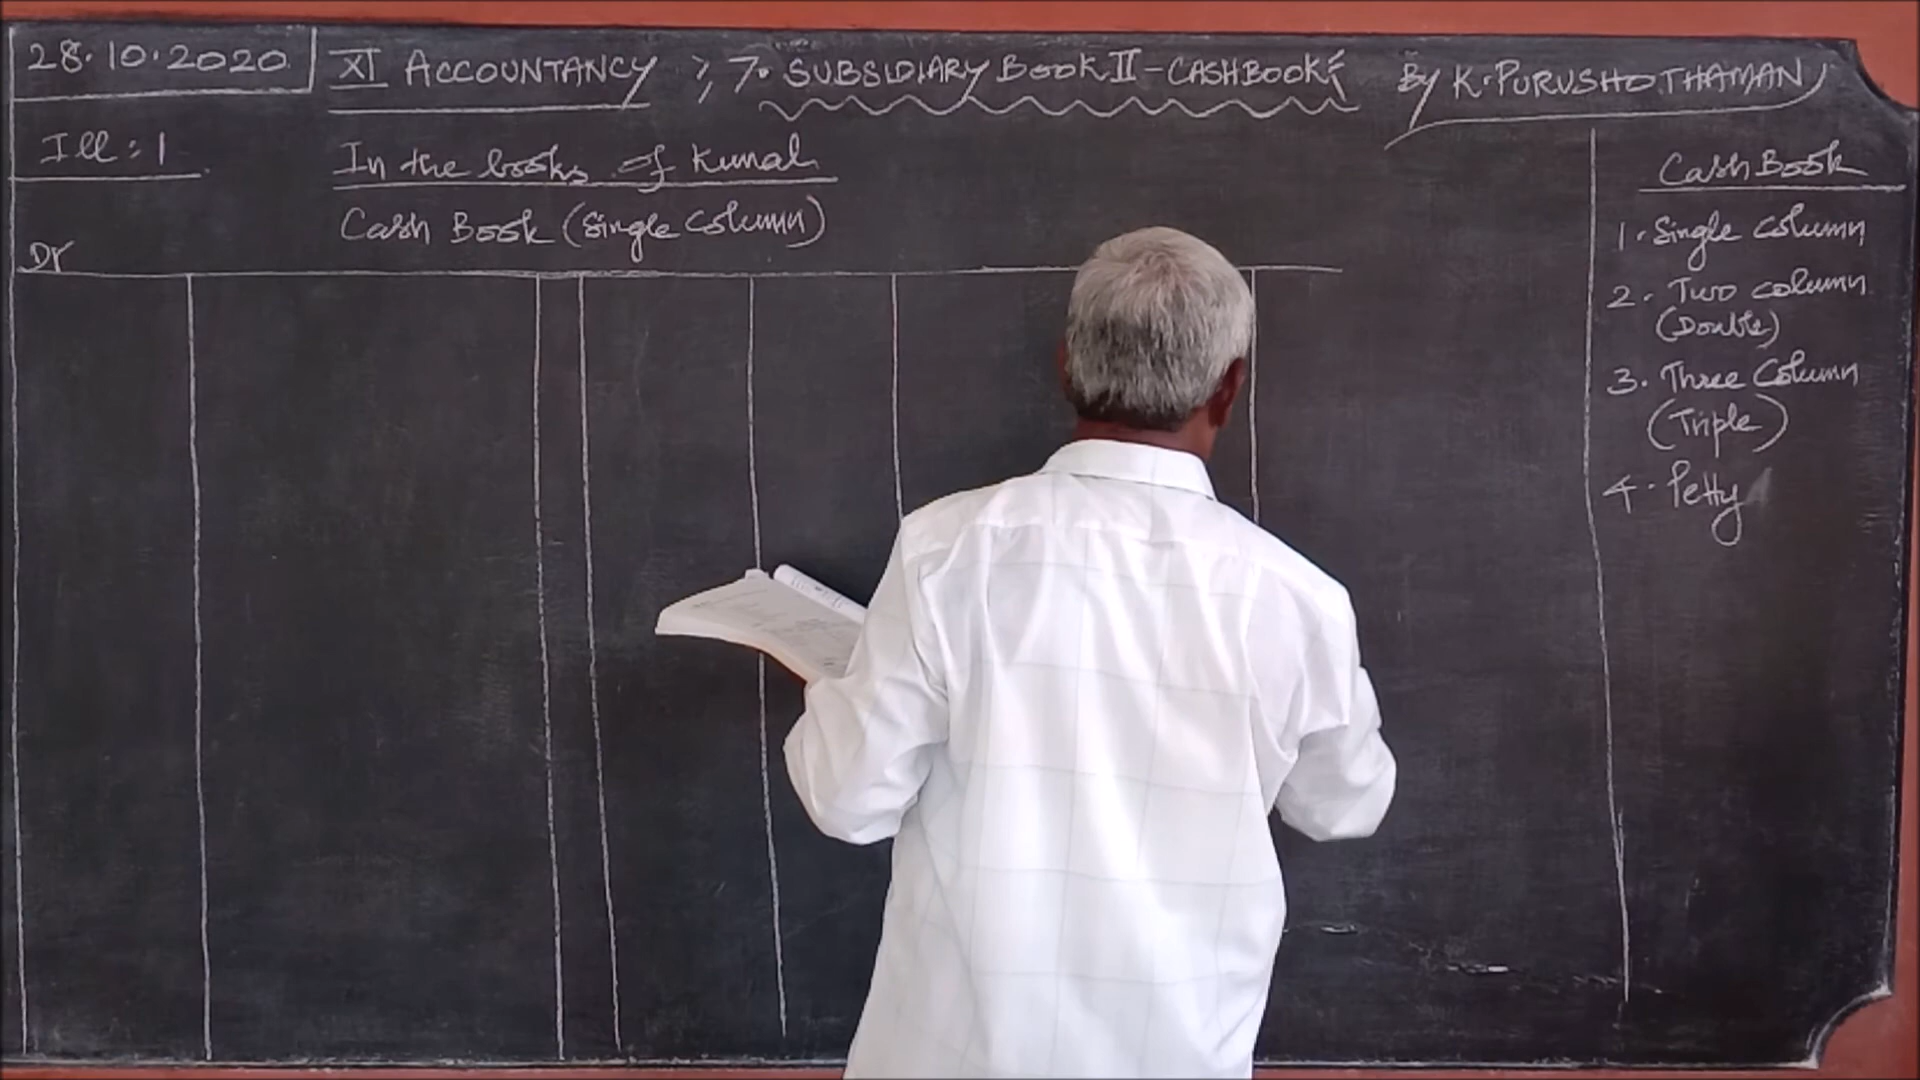 28.10.2020 XI ACCOUNTANCY ; 7. SUBSIDIARY BOOK II - CASHBOOK By K. PURUSHOTHAMAN
Ill : 1
In the books of Kunal
Cash Book (Single Column)
Dr
Cash Book
1. Single Column
2. Two column
(Double)
3. Three Column
(Triple)
4. Petty